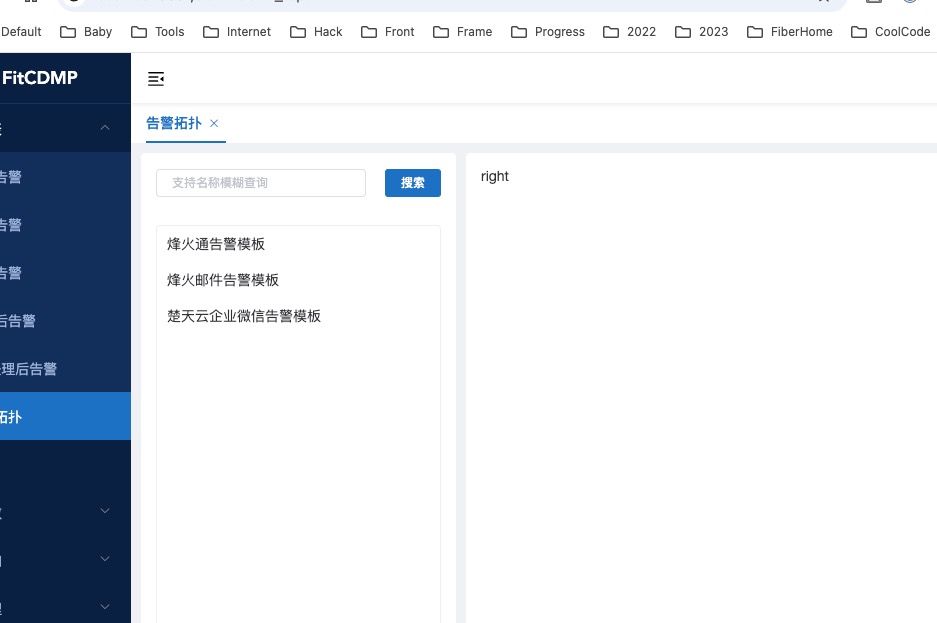 Default Baby Tools Internet Hack Front Frame Progress 2022 2023 FiberHome CoolCode
FitCDMP
告警拓扑
告警
告警
告警
后告警
理后告警
拓扑
支持名称模糊查询 搜索
烽火通告警模板
烽火邮件告警模板
楚天云企业微信告警模板
right